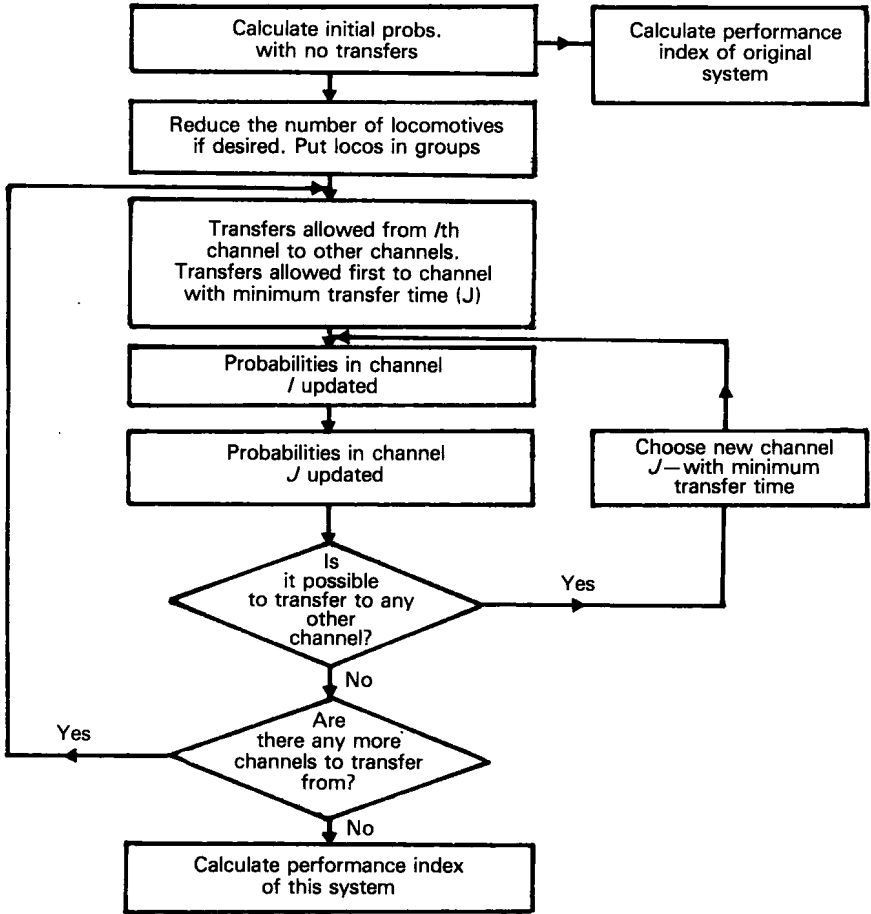 Calculate initial probs.
with no transfers
Calculate performance
index of original
system
Reduce the number of locomotives
if desired. Put locos in groups
Transfers allowed from Ith
channel to other channels.
Transfers allowed first to channel
with minimum transfer time (J)
Probabilities in channel
I updated
Probabilities in channel
J updated
Choose new channel
J—with minimum
transfer time
Is
it possible
to transfer to any
other
channel?
Yes
No
Are
there any more
channels to transfer
from?
Yes
No
Calculate performance index
of this system